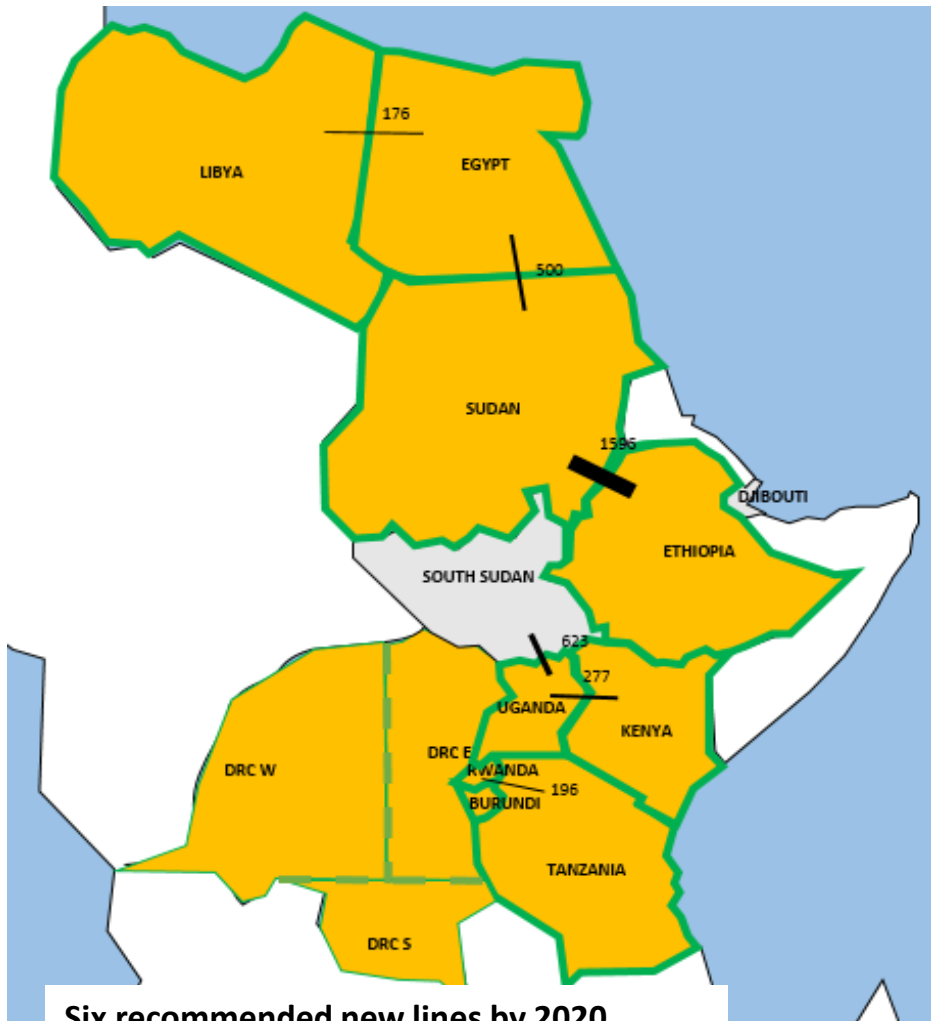 176
LIBYA
EGYPT
500
SUDAN
1596
DJIBOUTI
ETHIOPIA
SOUTH SUDAN
623
277
UGANDA
KENYA
DRC E
DRC W
RWANDA
196
BURUNDI
TANZANIA
DRC S
Six recommended new lines by 2020